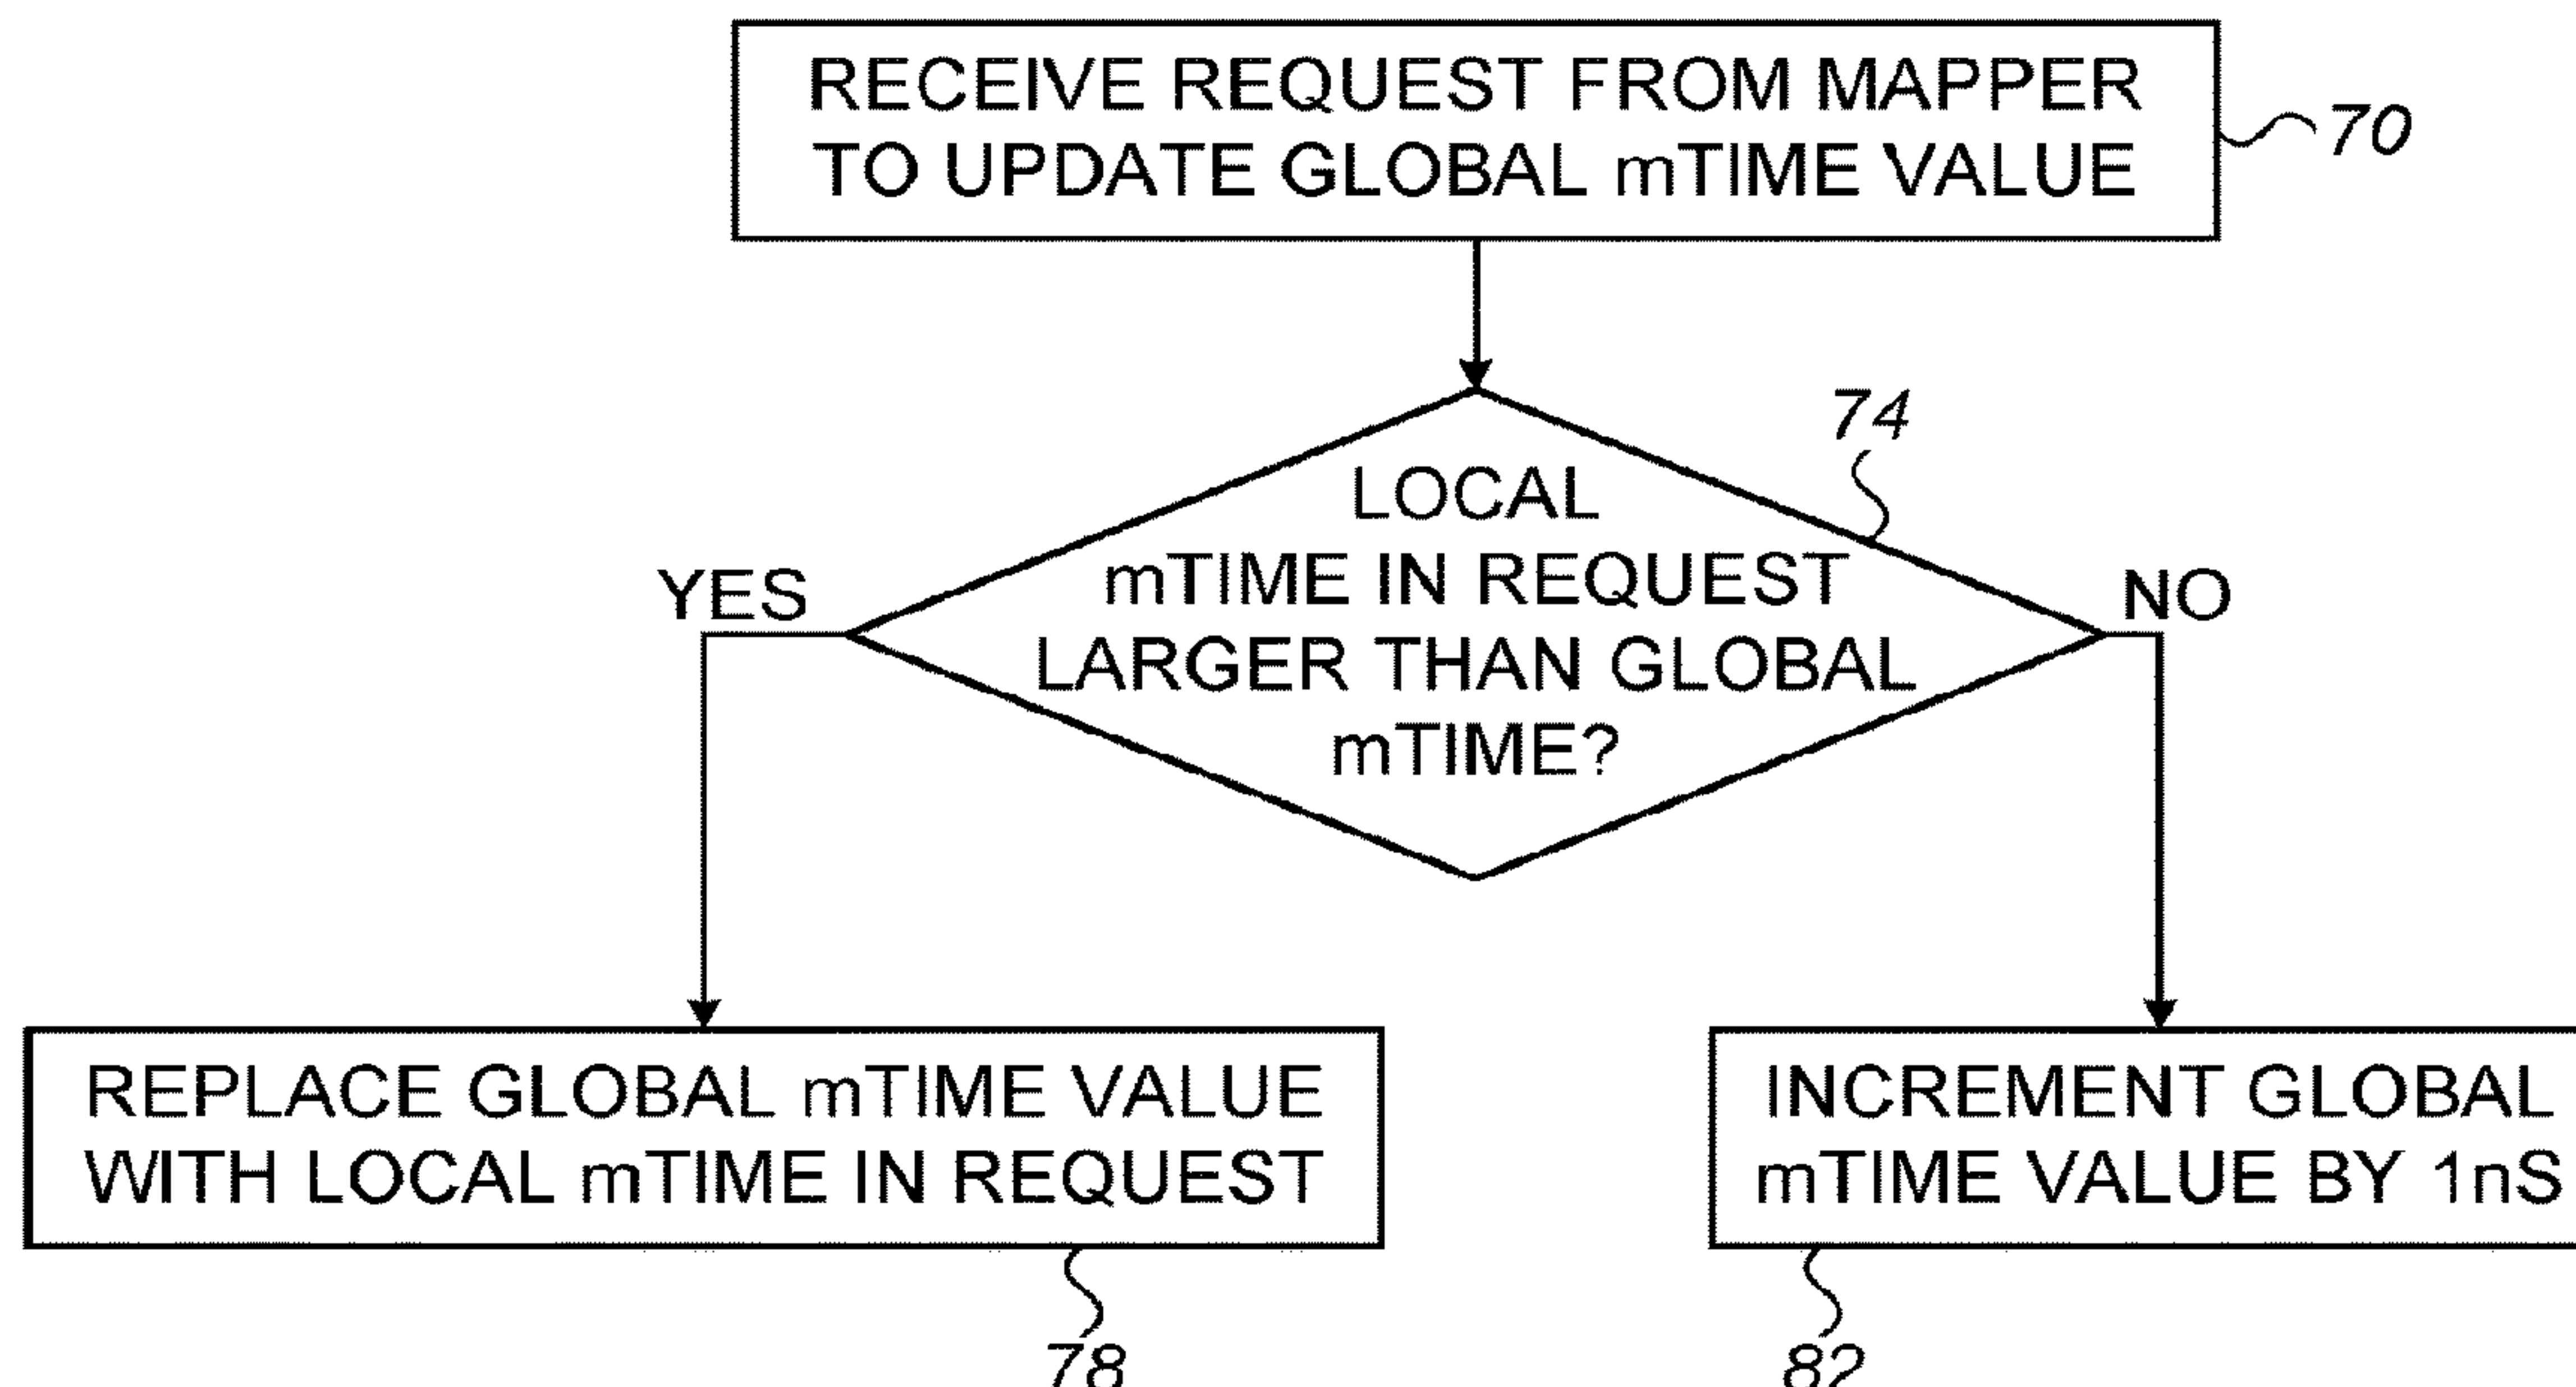 RECEIVE REQUEST FROM MAPPER
TO UPDATE GLOBAL mTIME VALUE
70
74
LOCAL
mTIME IN REQUEST
LARGER THAN GLOBAL
mTIME?
YES
NO
REPLACE GLOBAL mTIME VALUE
WITH LOCAL mTIME IN REQUEST
INCREMENT GLOBAL
mTIME VALUE BY 1nS
78
82